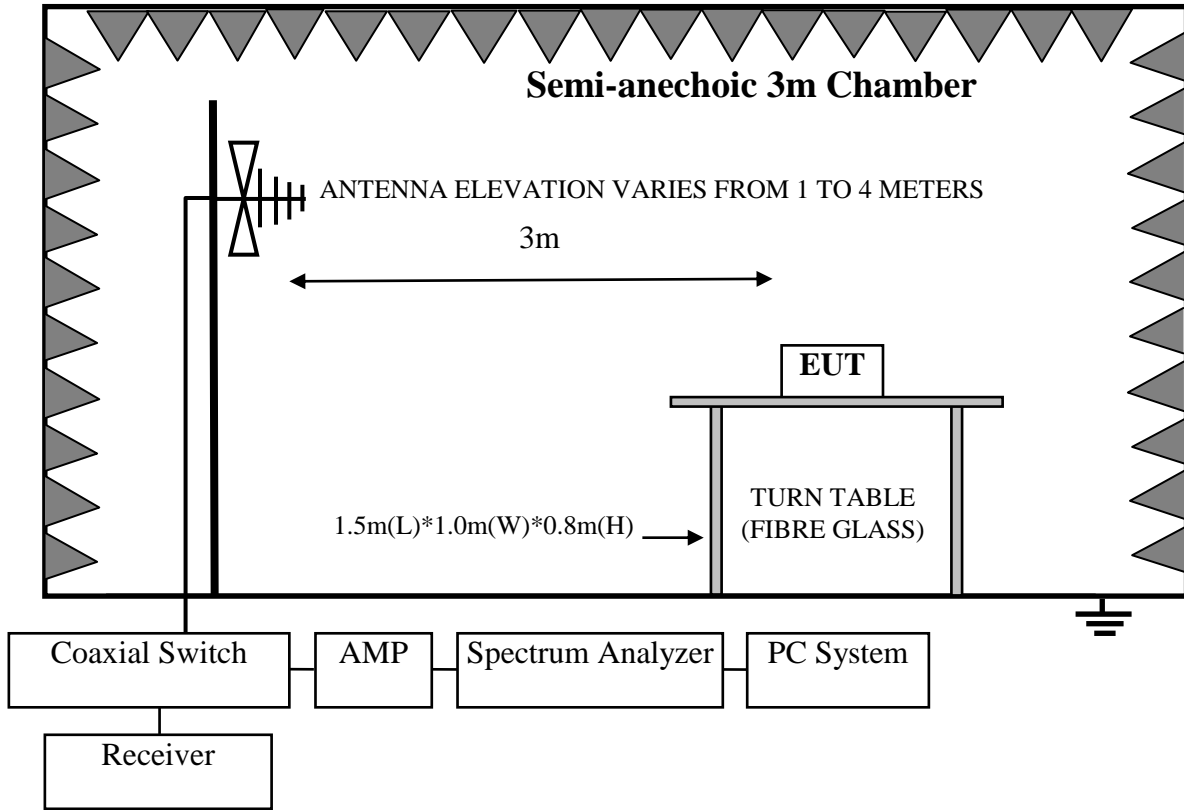 Semi-anechoic 3m Chamber
ANTENNA ELEVATION VARIES FROM 1 TO 4 METERS
3m
EUT
TURN TABLE
(FIBRE GLASS)
1.5m(L)*1.0m(W)*0.8m(H)
Coaxial Switch
AMP
Spectrum Analyzer
PC System
Receiver